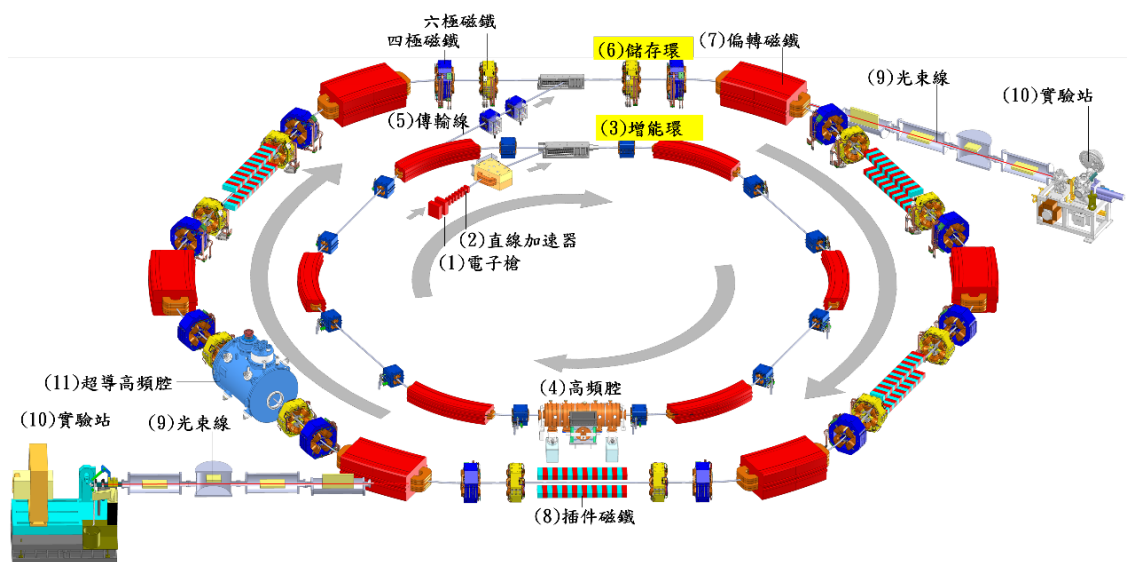 六極磁鐵
四極磁鐵
(6)儲存環
(7)偏轉磁鐵
(9)光束線
(10)實驗站
(5)傳輸線
(3)增能環
(2)直線加速器
(1)電子槍
(4)高頻腔
(11)超導高頻腔
(10)實驗站
(9)光束線
(8)插件磁鐵